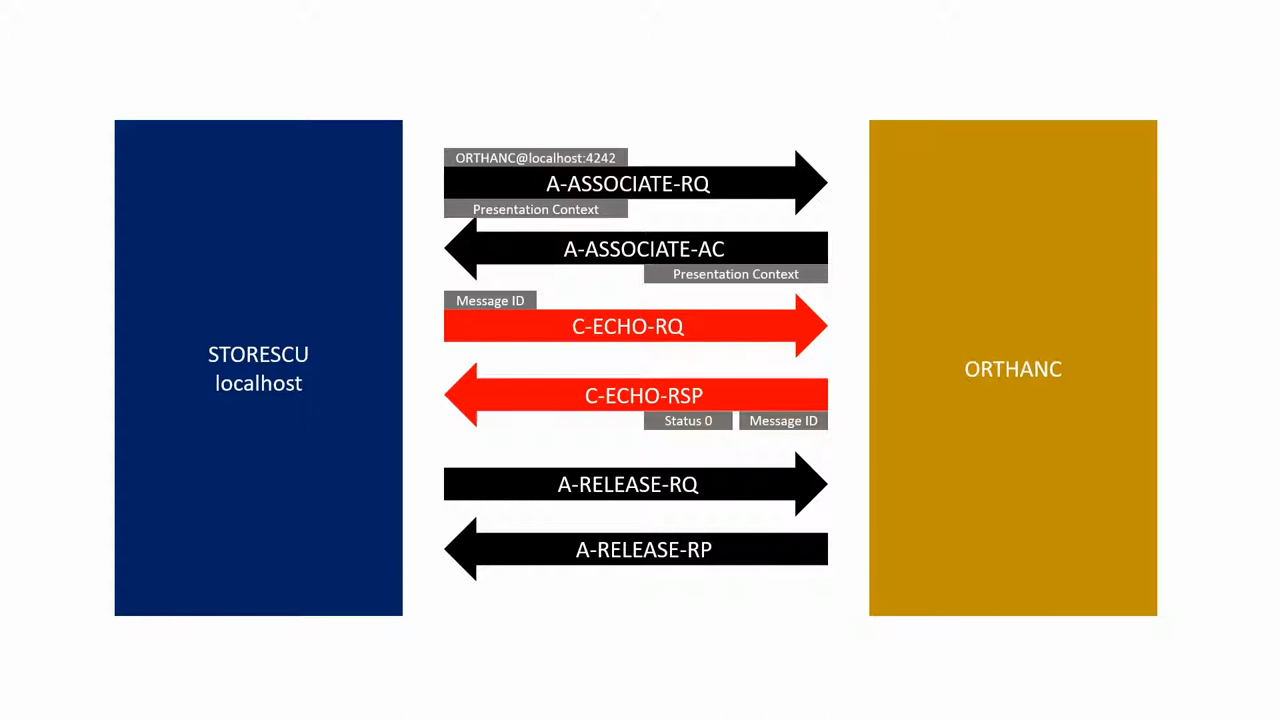 STORESCU
localhost
ORTHANC@localhost:4242
A-ASSOCIATE-RQ
Presentation Context
A-ASSOCIATE-AC
Presentation Context
Message ID
C-ECHO-RQ
C-ECHO-RSP
Status 0
Message ID
A-RELEASE-RQ
A-RELEASE-RP
ORTHANC